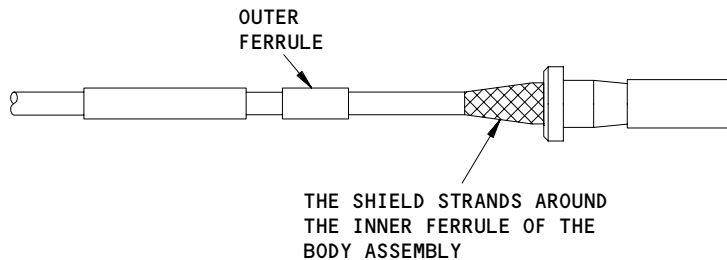 OUTER
FERRULE
THE SHIELD STRANDS AROUND
THE INNER FERRULE OF THE
BODY ASSEMBLY